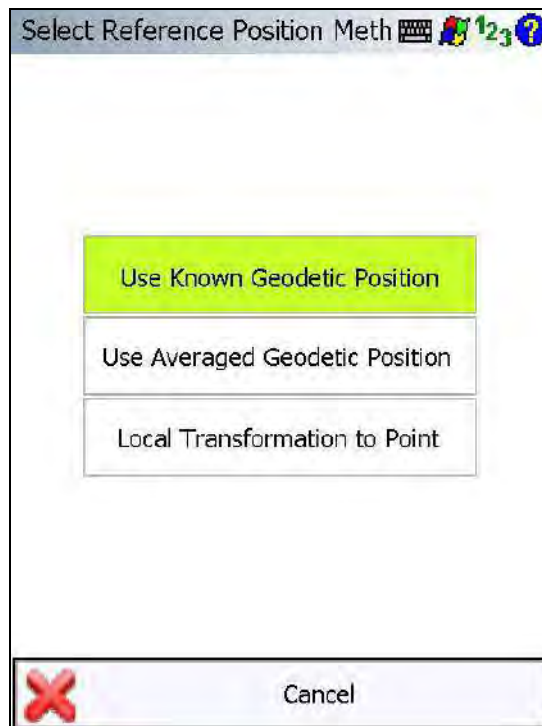 Select Reference Position Meth 123 ?
Use Known Geodetic Position
Use Averaged Geodetic Position
Local Transformation to Point
Cancel